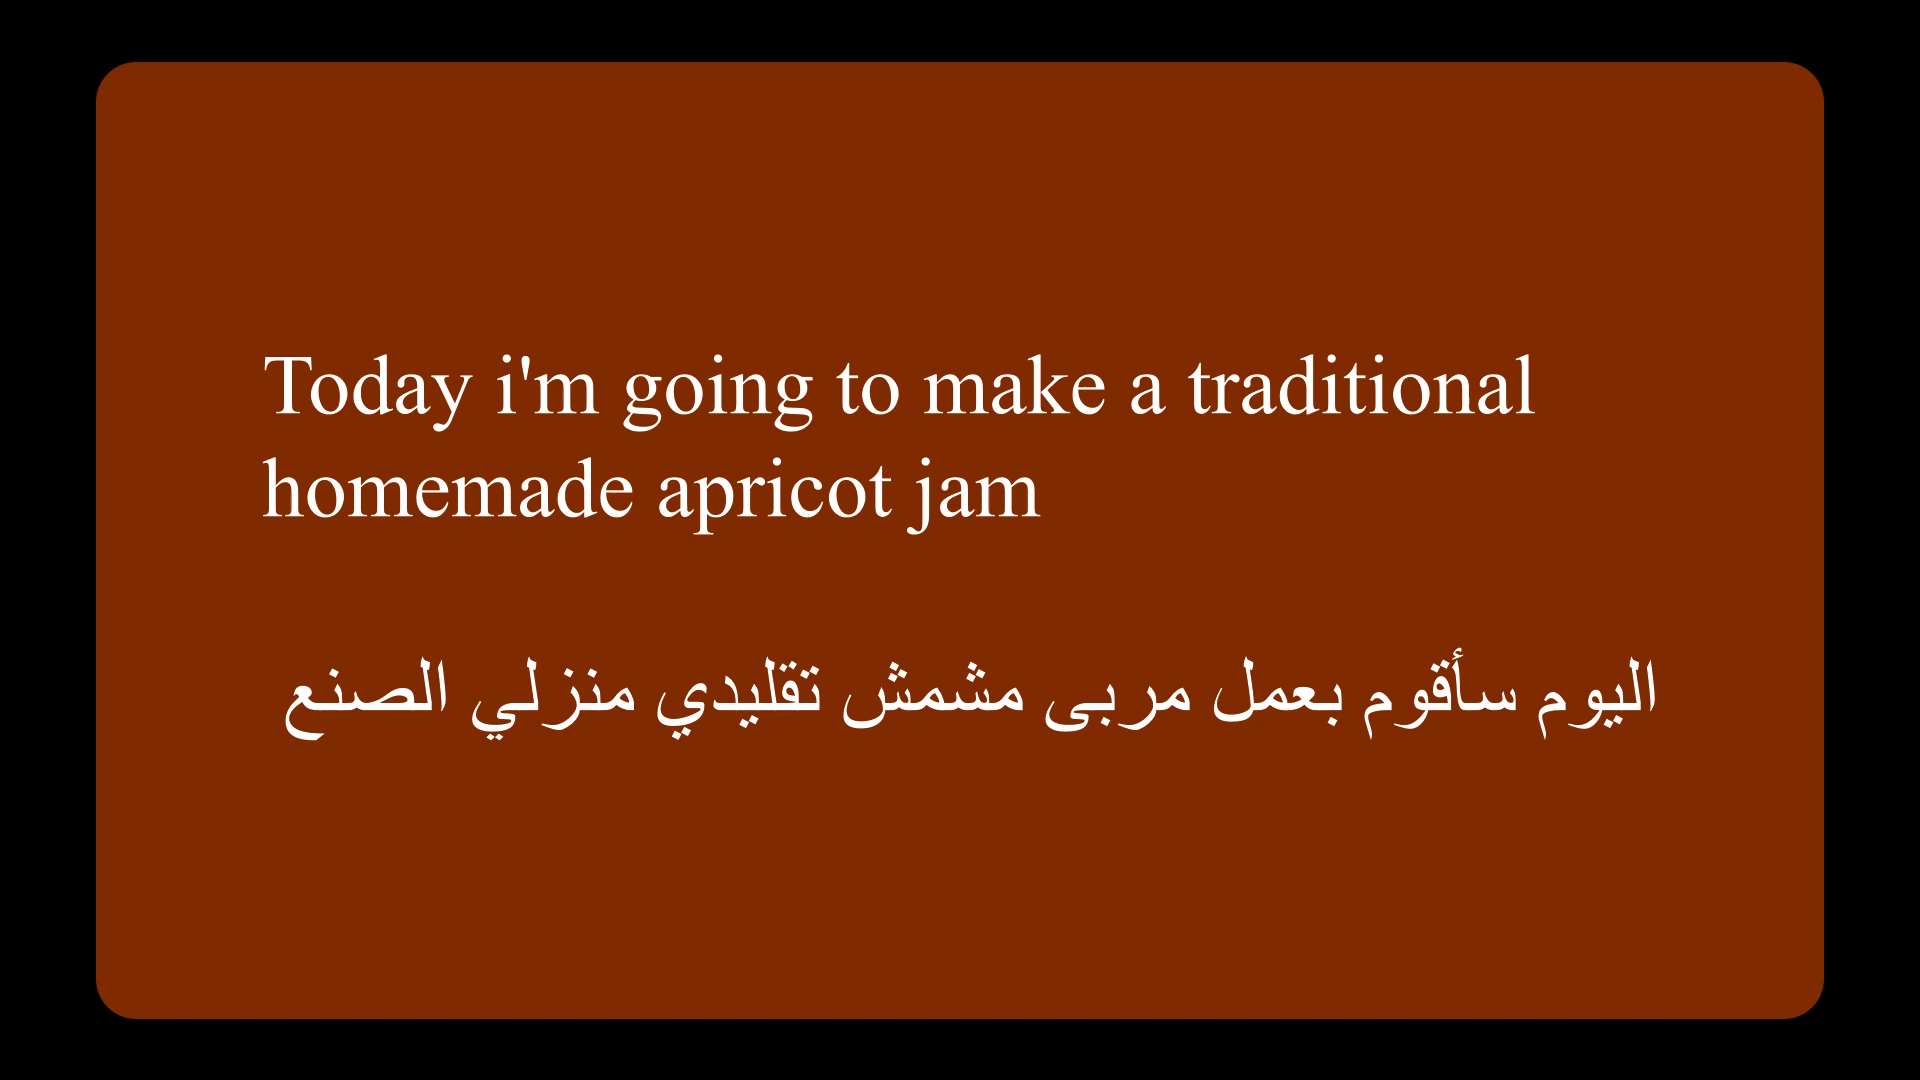 Today i'm going to make a traditional
homemade apricot jam
اليوم سأقوم بعمل مربى مشمش تقليدي منزلي الصنع